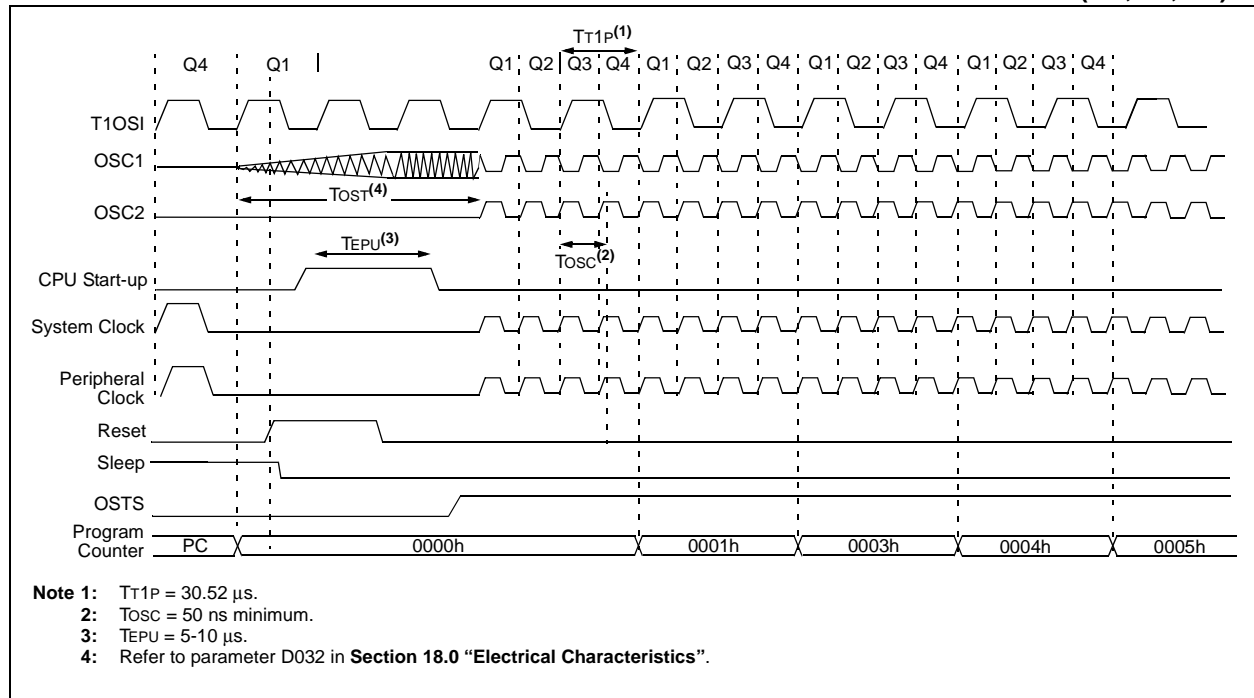 TT1P(1)
Q4 Q1 Q1 Q2 Q3 Q4 Q1 Q2 Q3 Q4 Q1 Q2 Q3 Q4 Q1 Q2 Q3 Q4
T1OSI
OSC1
TOST(4)
OSC2
TEPU(3)
TOSC(2)
CPU Start-up
System Clock
Peripheral
Clock
Reset
Sleep
OSTS
Program
Counter PC 0000h 0001h 0003h 0004h 0005h
Note 1: TT1P = 30.52 μs.
2: TOSC = 50 ns minimum.
3: TEPU = 5-10 μs.
4: Refer to parameter D032 in Section 18.0 “Electrical Characteristics”.